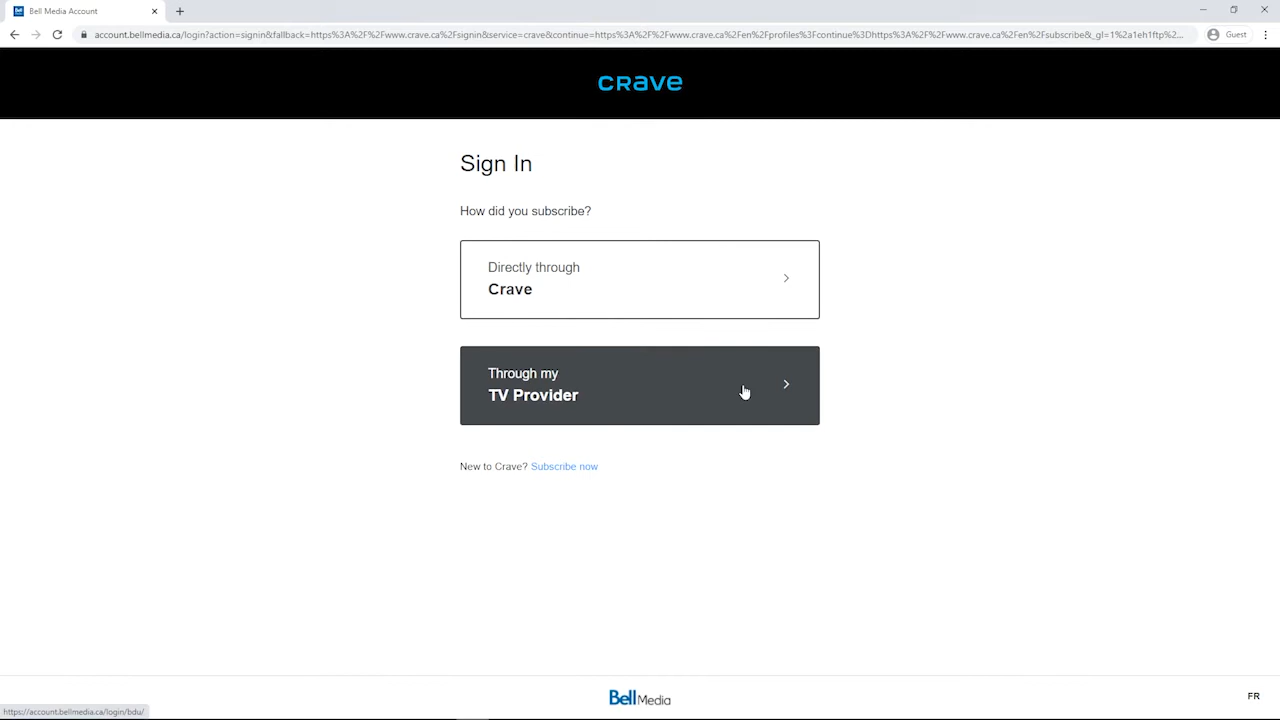 Bell Media Account
account.bellmedia.ca/login?action=signin&fallback=https%3A%2F%2Fwww.crave.ca%2Fsignin&service=crave&continue=https%3A%2F%2Fwww.crave.ca%2Fen%2Fprofiles%3Fcontinue%3Dhttps%3A%2F%2Fwww.crave.ca%2Fen%2Fsubscribe&_gl=1%2a1eh1ftp%2...
Guest
CRAVE
Sign In
How did you subscribe?
Directly through
Crave
Through my
TV Provider
New to Crave? Subscribe now
Bell Media
FR
https://account.bellmedia.ca/login/bdu/